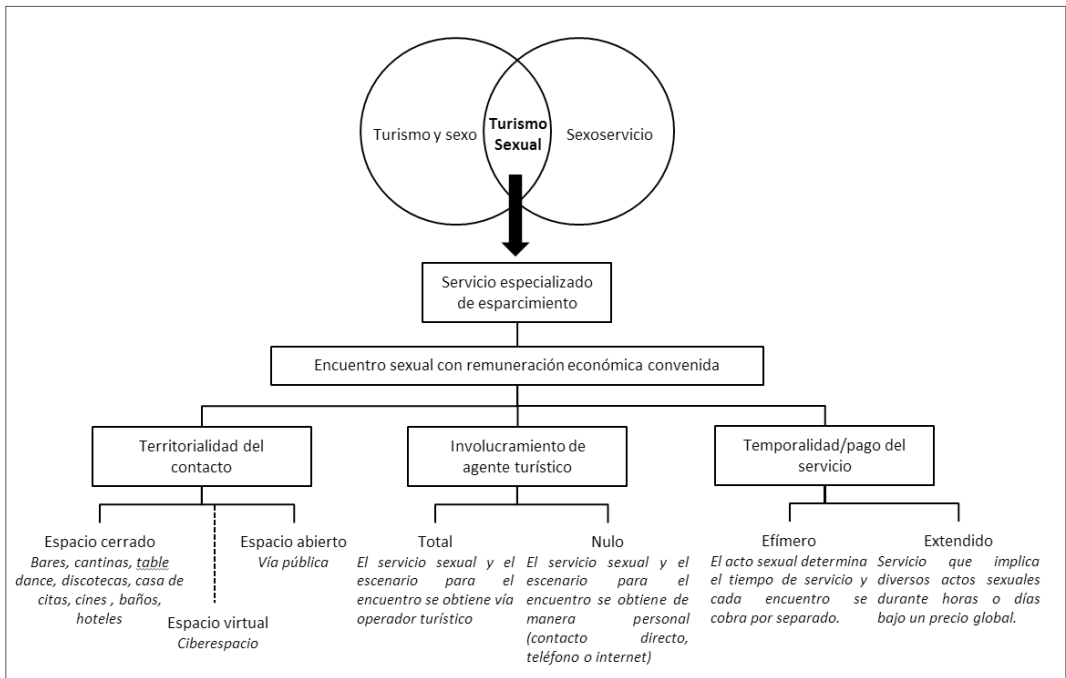 Turismo y sexo
Turismo
Sexual
Sexoservicio
Servicio especializado
de esparcimiento
Encuentro sexual con remuneración económica convenida
Territorialidad del
contacto
Involucramiento de
agente turístico
Temporalidad/pago del
servicio
Espacio cerrado
Bares, cantinas, table
dance, discotecas, casa de
citas, cines , baños,
hoteles
Espacio virtual
Ciberespacio
Espacio abierto
Vía pública
Total
El servicio sexual y el
escenario para el
encuentro se obtiene vía
operador turístico
Nulo
El servicio sexual y el
escenario para el
encuentro se obtiene de
manera personal
(contacto directo,
teléfono o internet)
Efímero
El acto sexual determina
el tiempo de servicio y
cada encuentro se
cobra por separado.
Extendido
Servicio que implica
diversos actos sexuales
durante horas o días
bajo un precio global.